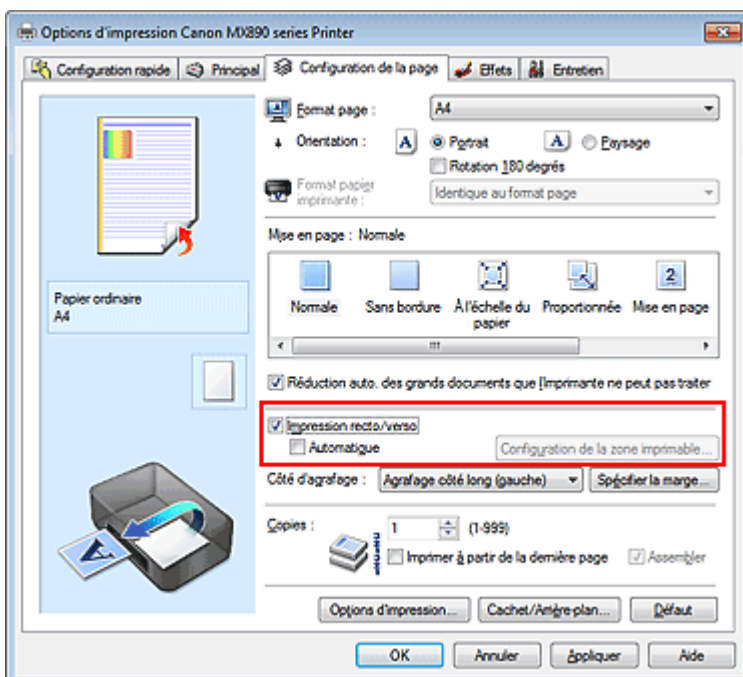 Options d'impression Canon MX890 series Printer
Configuration rapide Principal Configuration de la page Effets Entretien
Format page : A4
Orientation : A Portrait A Paysage
Rotation 180 degrés
Format papier imprimante : Identique au format page
Mise en page : Normale
2
Normale Sans bordure À l'échelle du papier Proportionnée Mise en page
Papier ordinaire
A4
Réduction auto. des grands documents que l'imprimante ne peut pas traiter
Impression recto/verso
Automatique Configuration de la zone imprimable...
Côté d'agrafage : Agrafage côté long (gauche) Spécifier la marge...
Copies : 1 (1-999)
Imprimer à partir de la dernière page Assembler
Options d'impression... Cachet/Arrière-plan... Défaut
OK Annuler Appliquer Aide